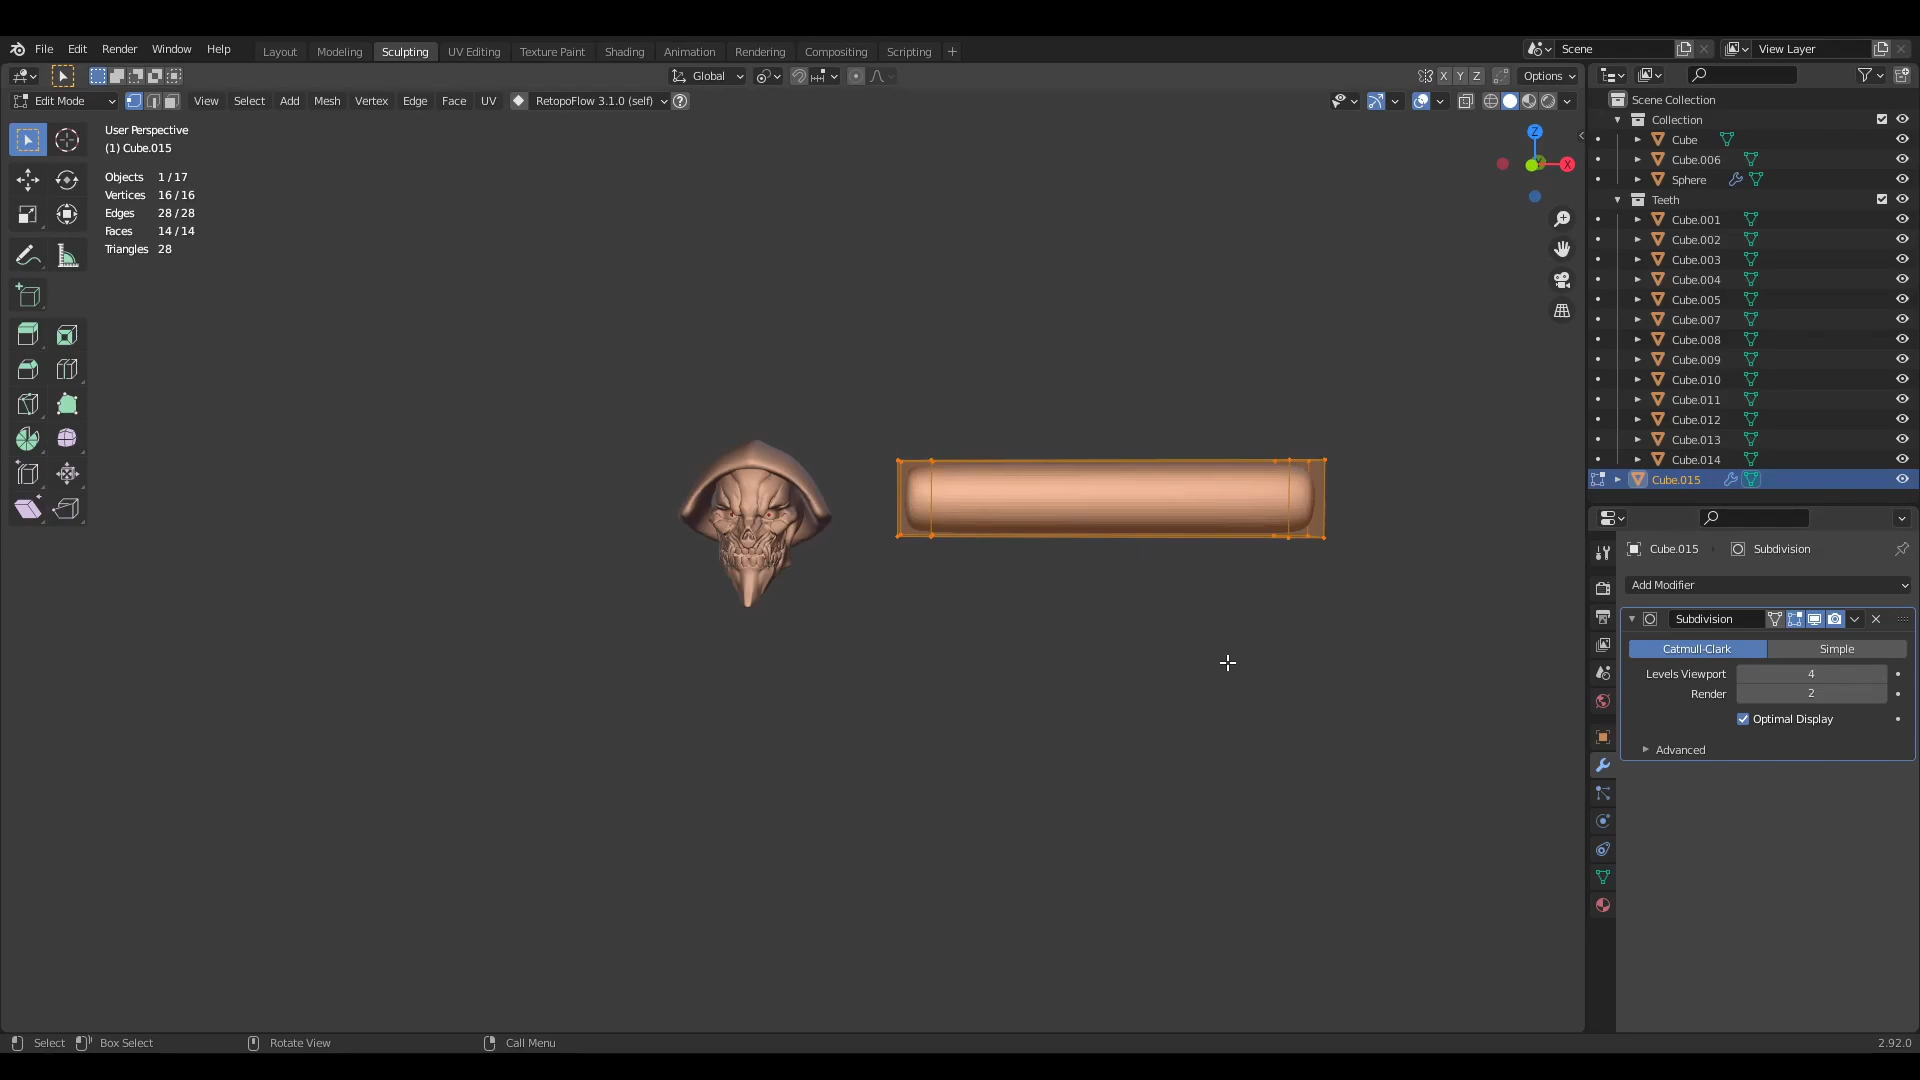 File Edit Render Window Help Layout Modeling Sculpting UV Editing Texture Paint Shading Animation Rendering Compositing Scripting Scene View Layer
Global Options
Edit Mode View Select Add Mesh Vertex Edge Face UV RetopoFlow 3.1.0 (self)
X Y Z
User Perspective
(1) Cube.015
Objects 1 / 17
Vertices 16 / 16
Edges 28 / 28
Faces 14 / 14
Triangles 28
Z
X
Scene Collection
Collection
Cube
Cube.006
Sphere
Teeth
Cube.001
Cube.002
Cube.003
Cube.004
Cube.005
Cube.007
Cube.008
Cube.009
Cube.010
Cube.011
Cube.012
Cube.013
Cube.014
Cube.015
Cube.015 Subdivision
Add Modifier
Subdivision
Catmull-Clark Simple
Levels Viewport 4
Render 2
Optimal Display
Advanced
Select Box Select Rotate View Call Menu 2.92.0